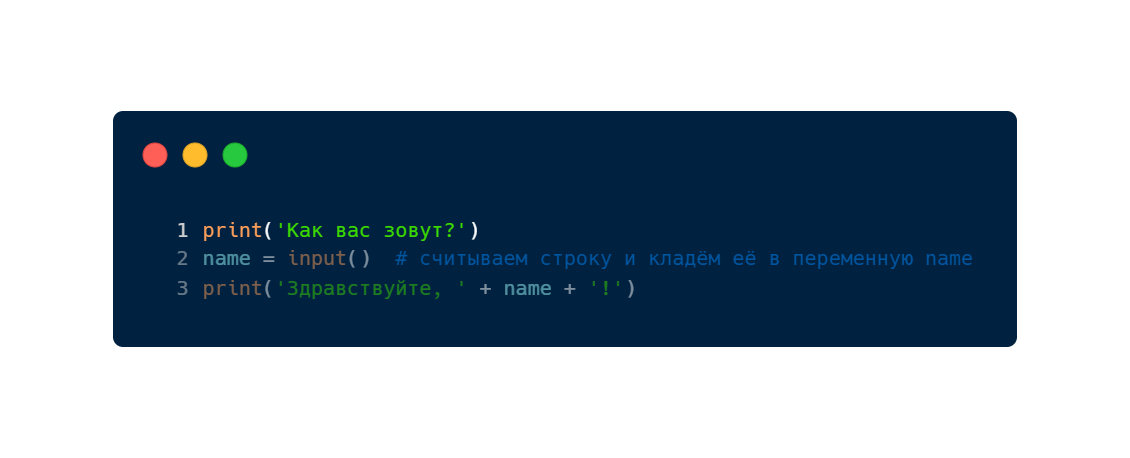 1 print('Как вас зовут?')
2 name = input()  # считываем строку и кладём её в переменную name
3 print('Здравствуйте, ' + name + '!')